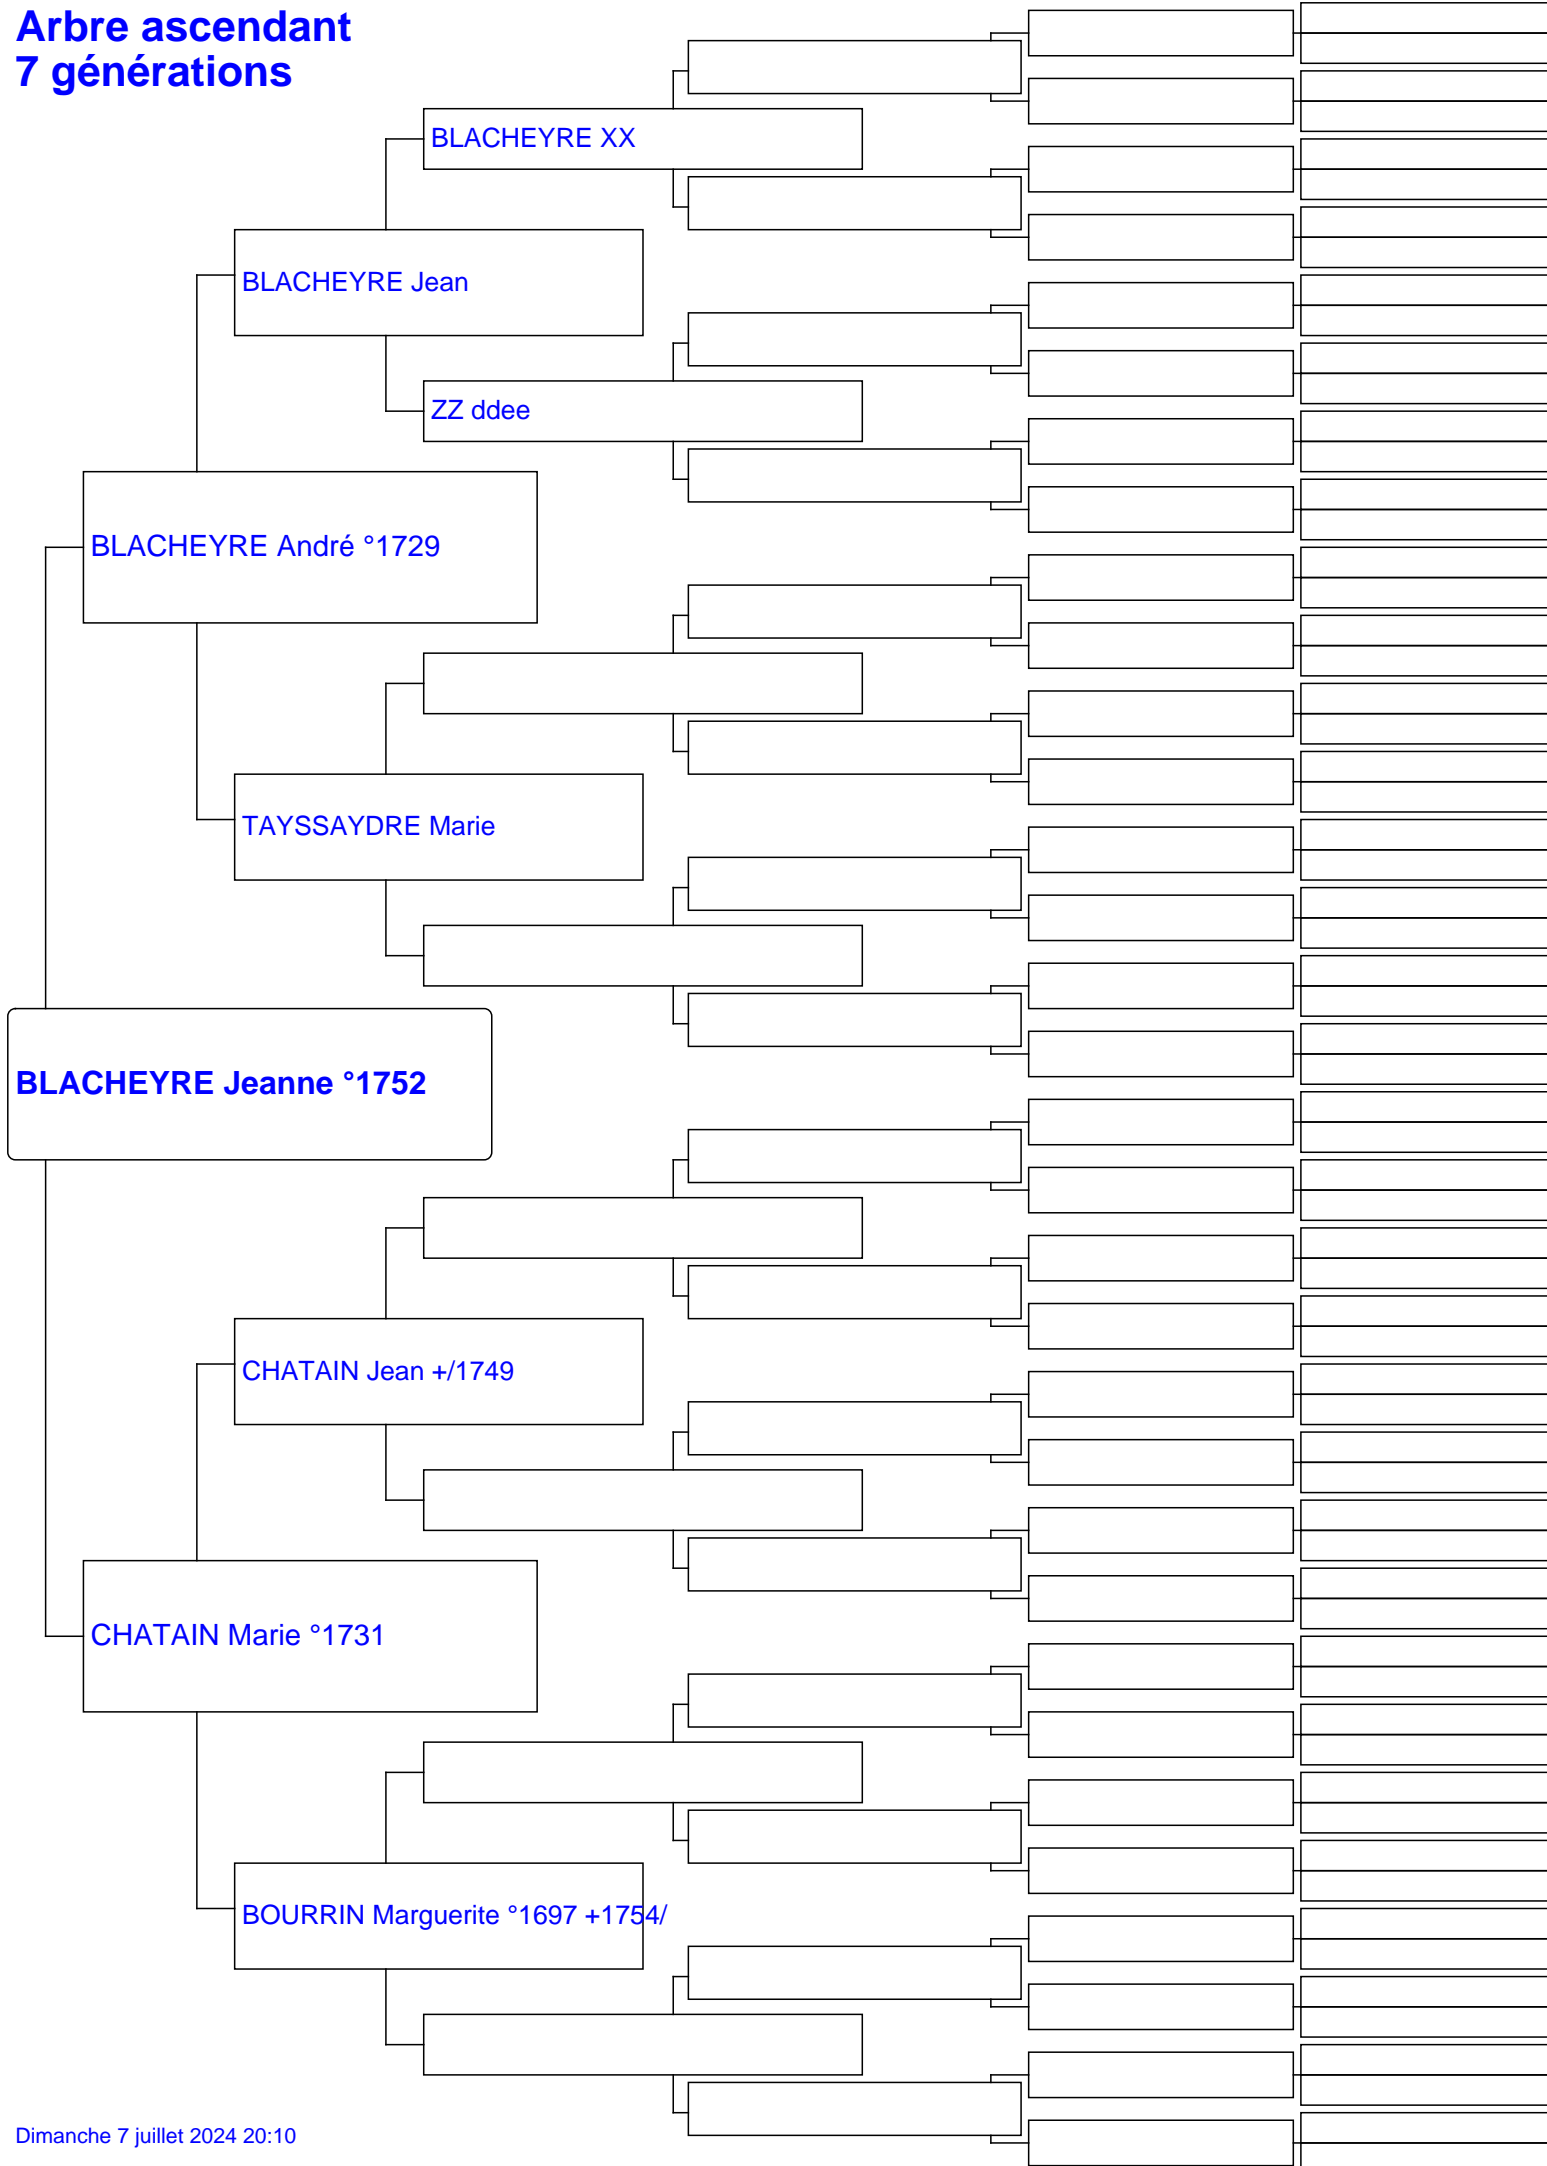 Arbre ascendant
7 générations
BLACHEYRE XX
BLACHEYRE Jean
ZZ ddee
BLACHEYRE André °1729
TAYSSAYDRE Marie
BLACHEYRE Jeanne °1752
CHATAIN Jean +/1749
CHATAIN Marie °1731
BOURRIN Marguerite °1697 +1754/
Dimanche 7 juillet 2024 20:10